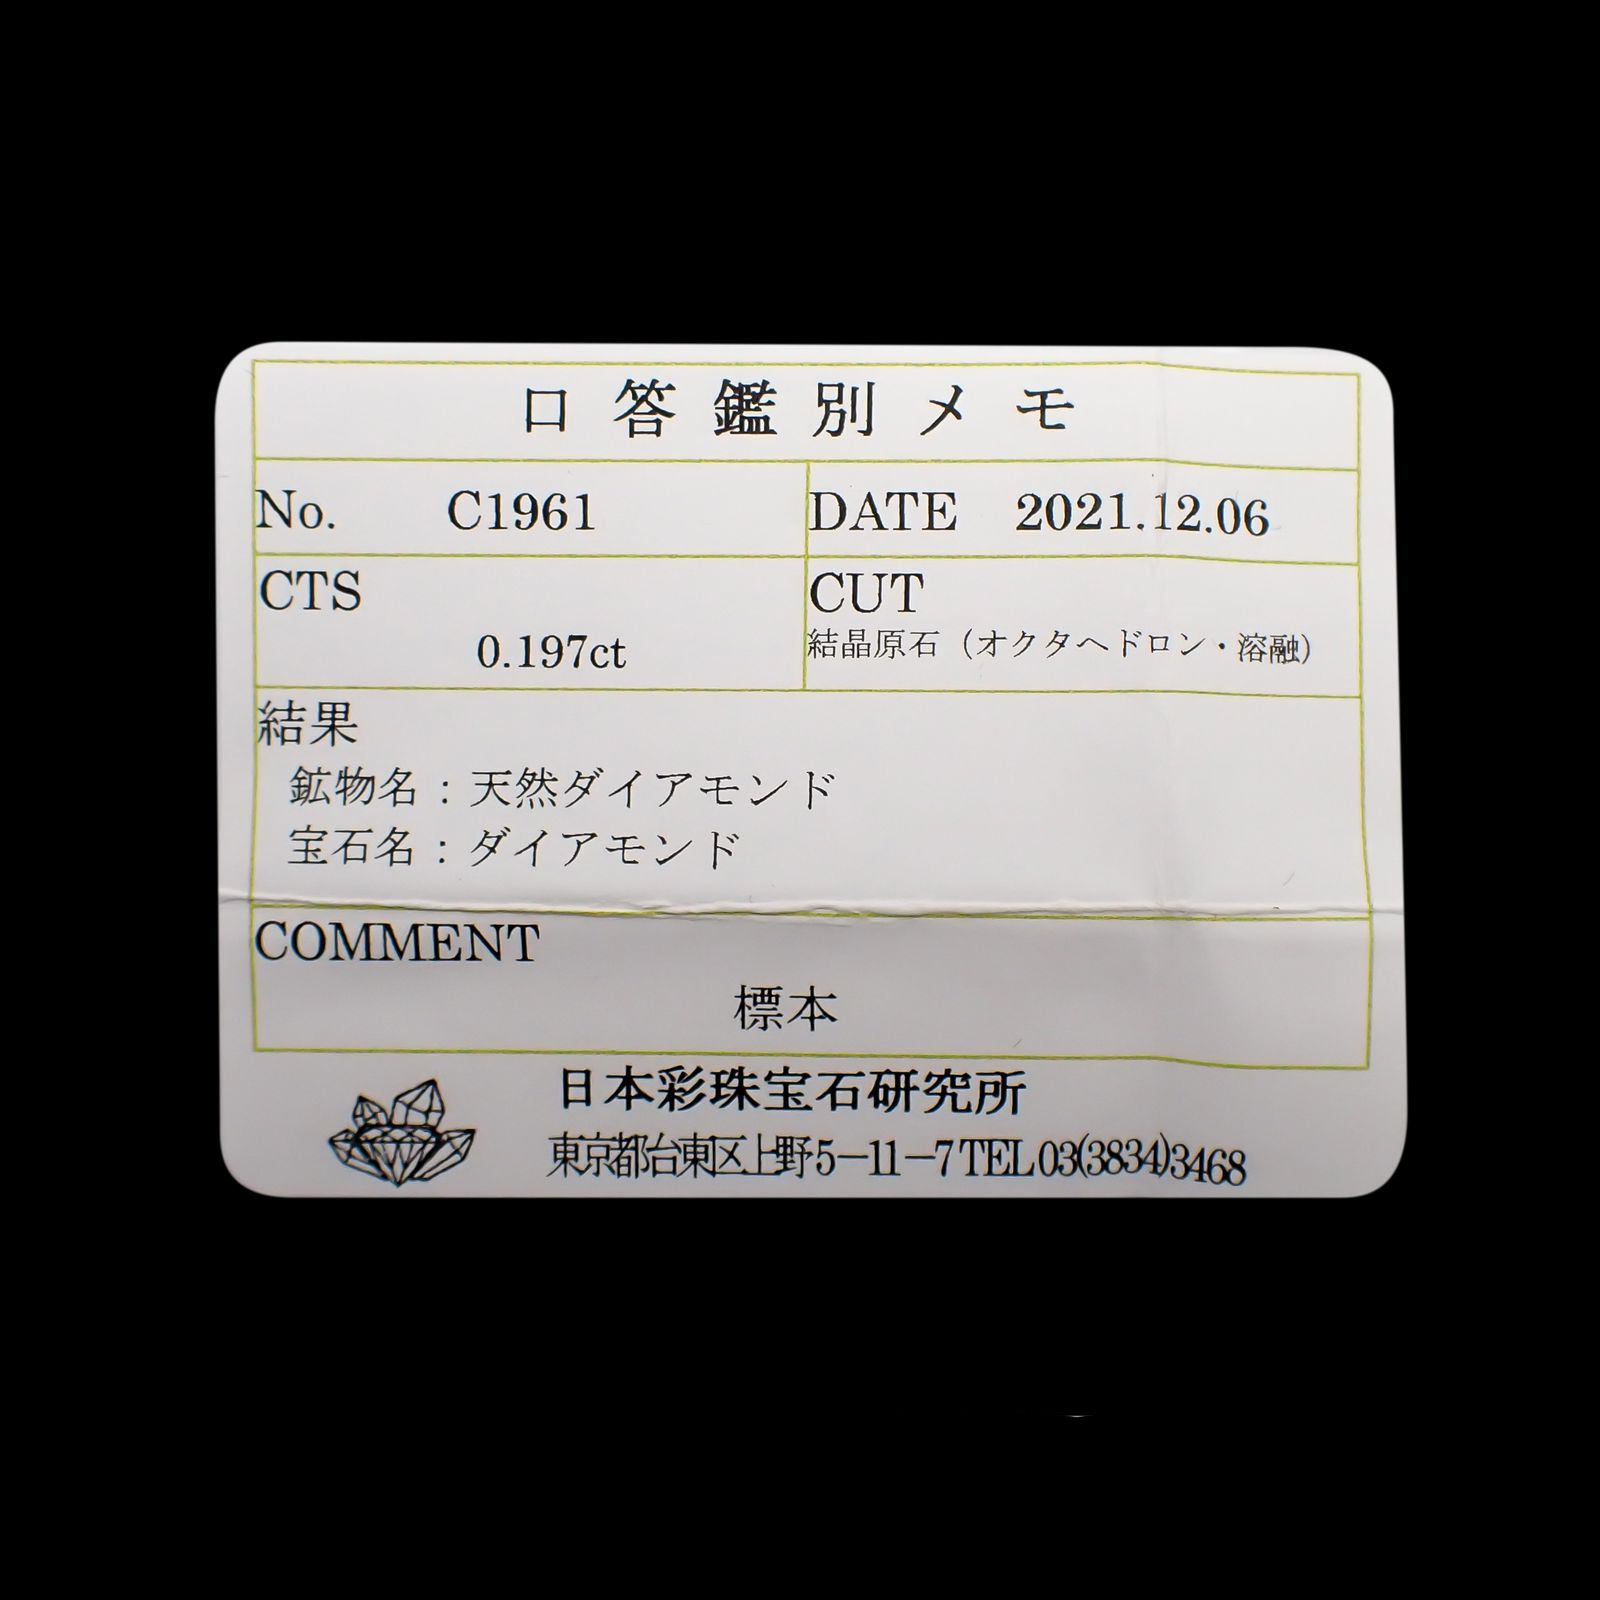 口答鑑別メモ
No. C1961 DATE 2021.12.06
CTS CUT
0.197ct 結晶原石（オクタヘドロン・溶融）
結果
鉱物名：天然ダイアモンド
宝石名：ダイアモンド
COMMENT
標本
日本彩珠宝石研究所
東京都台東区上野5－11－7 TEL 03(3834)3468